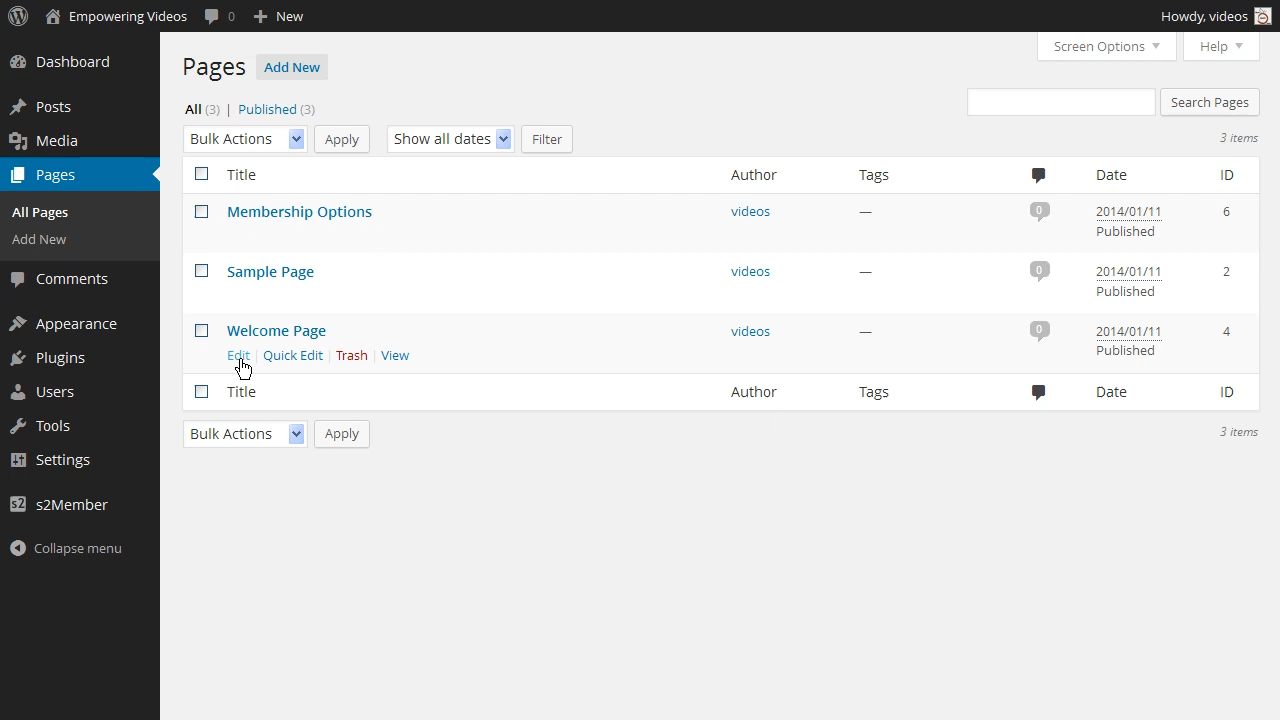 Empowering Videos 0 New Howdy, videos
Dashboard
Posts
Media
Pages
All Pages
Add New
Comments
Appearance
Plugins
Users
Tools
Settings
s2 s2Member
Collapse menu
Screen Options Help
Pages Add New
All (3) | Published (3)
Search Pages
Bulk Actions Apply Show all dates Filter 3 items
Title Author Tags Date ID
Membership Options videos — 0 2014/01/11 6
Published
Sample Page videos — 0 2014/01/11 2
Published
Welcome Page videos — 0 2014/01/11 4
Edit | Quick Edit | Trash | View Published
Title Author Tags Date ID
Bulk Actions Apply 3 items